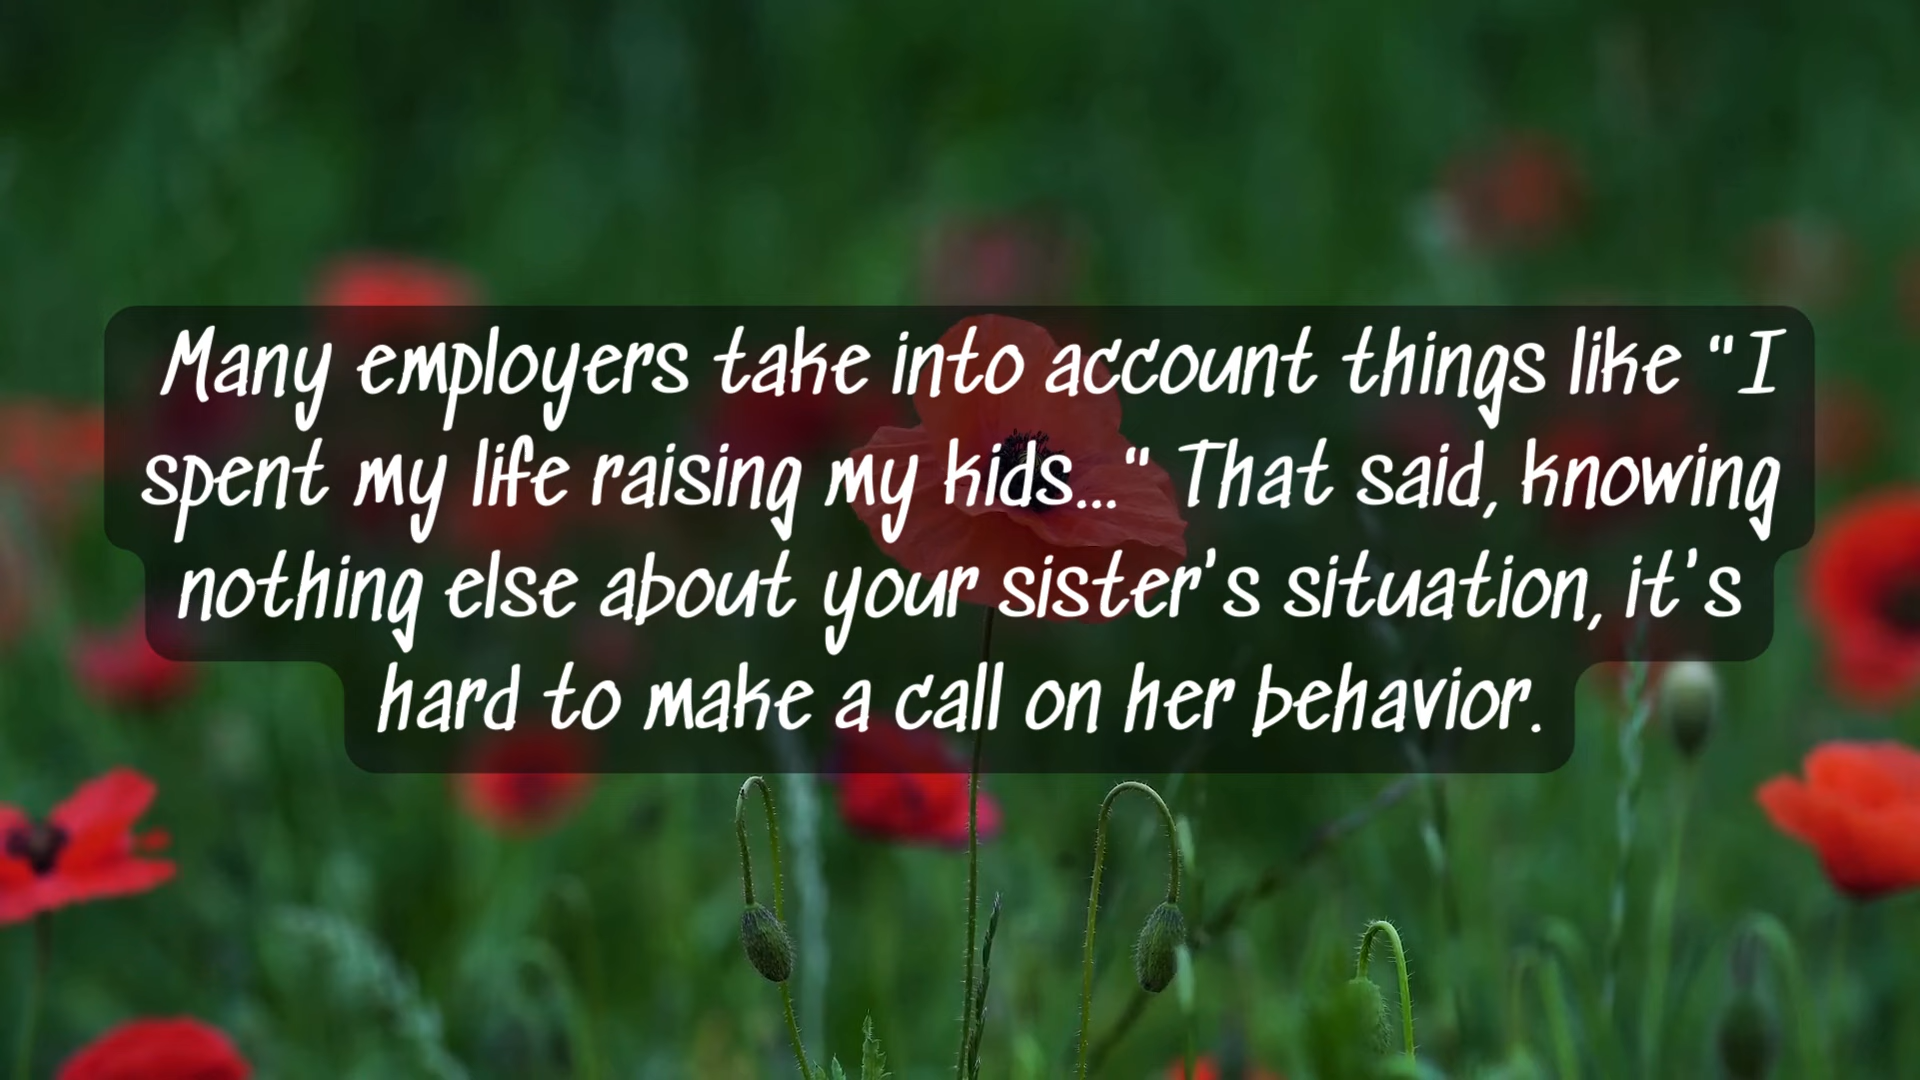 Many employers take into account things like "I
spent my life raising my kids..." That said, knowing
nothing else about your sister's situation, it's
hard to make a call on her behavior.